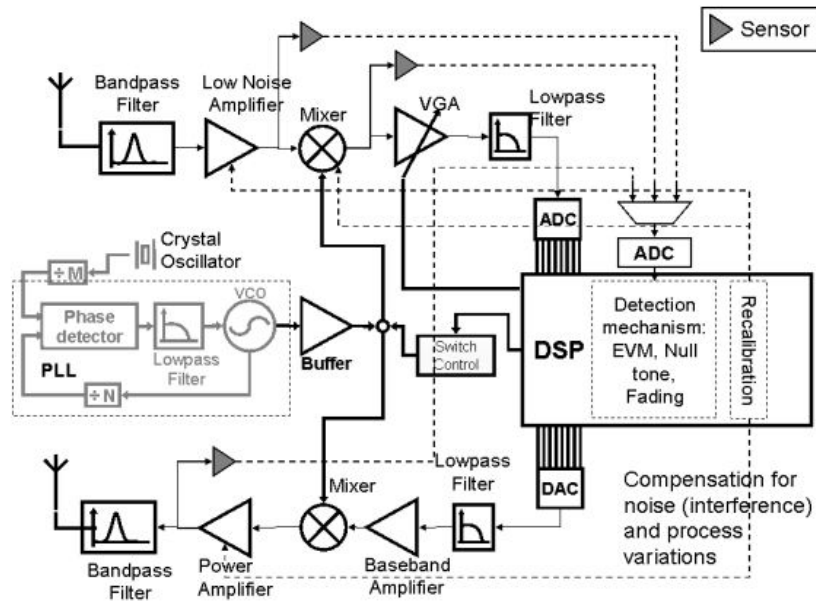 Sensor
Bandpass
Filter
Low Noise
Amplifier
Mixer
VGA
Lowpass
Filter
ADC
ADC
Crystal
Oscillator
÷M
Phase
detector
Lowpass
Filter
VCO
PLL
÷N
Buffer
Switch
Control
DSP
Detection
mechanism:
EVM, Null
tone,
Fading
Recalibration
DAC
Compensation for
noise (interference)
and process
variations
Lowpass
Filter
Mixer
Bandpass
Filter
Power
Amplifier
Baseband
Amplifier